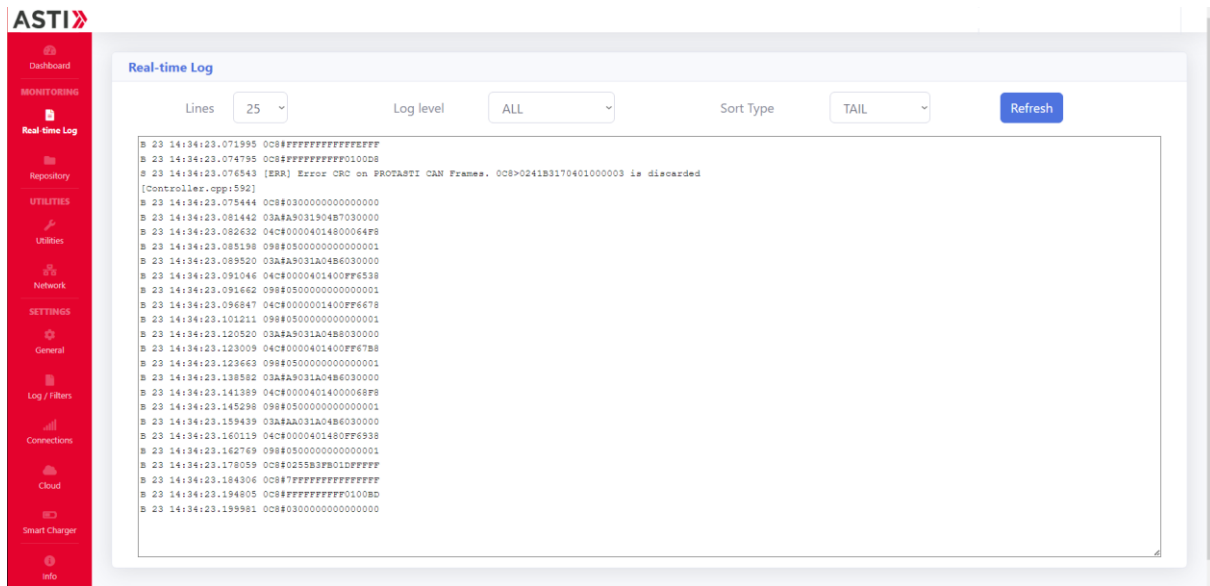 ASTI
Dashboard
MONITORING
Real-time Log
Repository
UTILITIES
Utilities
Network
SETTINGS
General
Log / Filters
Connections
Cloud
Smart Charger
Info
Real-time Log
Lines 25 Log level ALL Sort Type TAIL Refresh
B 23 14:34:23.071995 0C8#FFFFFFFFFFFFEFFF
B 23 14:34:23.074795 0C8#FFFFFFFFFF0100D8
S 23 14:34:23.076543 [ERR] Error CRC on PROTASTI CAN Frames. 0C8>0241B3170401000003 is discarded
[Controller.cpp:592]
B 23 14:34:23.075444 0C8#0300000000000000
B 23 14:34:23.081442 03A#A9031904B7030000
B 23 14:34:23.082632 04C#00004014800064F8
B 23 14:34:23.085198 098#0500000000000001
B 23 14:34:23.089520 03A#A9031A04B6030000
B 23 14:34:23.091046 04C#0000401400FF6538
B 23 14:34:23.091662 098#0500000000000001
B 23 14:34:23.096847 04C#0000001400FF6678
B 23 14:34:23.101211 098#0500000000000001
B 23 14:34:23.120520 03A#A9031A04B8030000
B 23 14:34:23.123009 04C#0000401400FF67B8
B 23 14:34:23.123663 098#0500000000000001
B 23 14:34:23.138582 03A#A9031A04B6030000
B 23 14:34:23.141389 04C#00004014000068F8
B 23 14:34:23.145298 098#0500000000000001
B 23 14:34:23.159439 03A#AA031A04B6030000
B 23 14:34:23.160119 04C#0000401480FF6938
B 23 14:34:23.162769 098#0500000000000001
B 23 14:34:23.178059 0C8#0255B3FB01DFFFFF
B 23 14:34:23.184306 0C8#7FFFFFFFFFFFFFFF
B 23 14:34:23.194805 0C8#FFFFFFFFFF0100BD
B 23 14:34:23.199981 0C8#0300000000000000